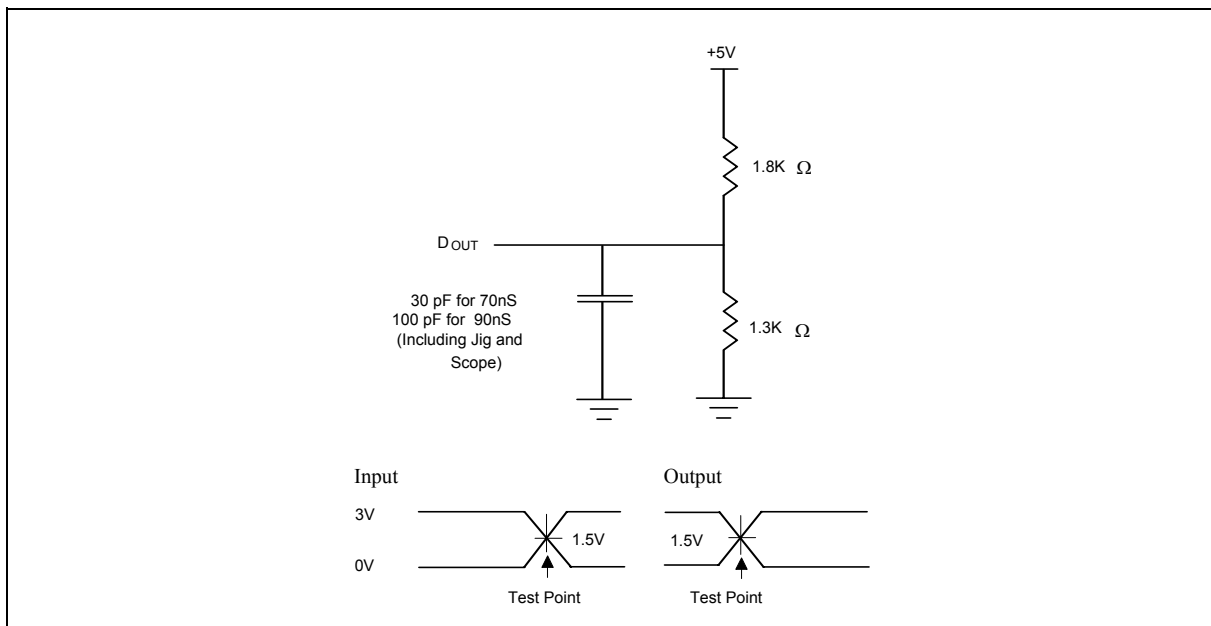 +5V
1.8K Ω
DOUT
30 pF for 70nS
100 pF for 90nS
(Including Jig and
Scope)
1.3K Ω
Input
Output
3V
1.5V
1.5V
0V
Test Point
Test Point